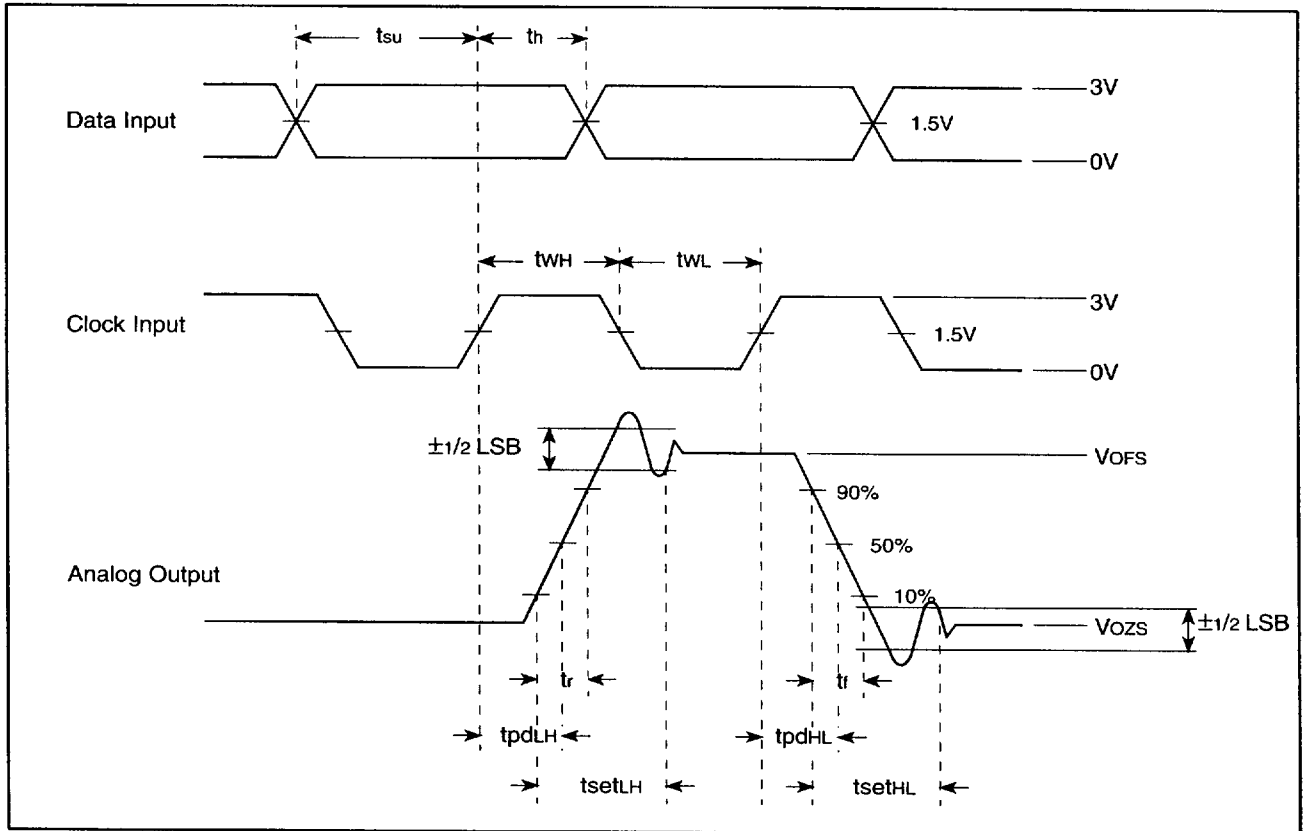 tsu
th
3V
Data Input
1.5V
0V
tWH
tWL
3V
Clock Input
1.5V
0V
±1/2 LSB
VOFS
90%
50%
Analog Output
10%
VOZS
±1/2 LSB
tr
tf
tpdLH
tpdHL
tsetLH
tsetHL